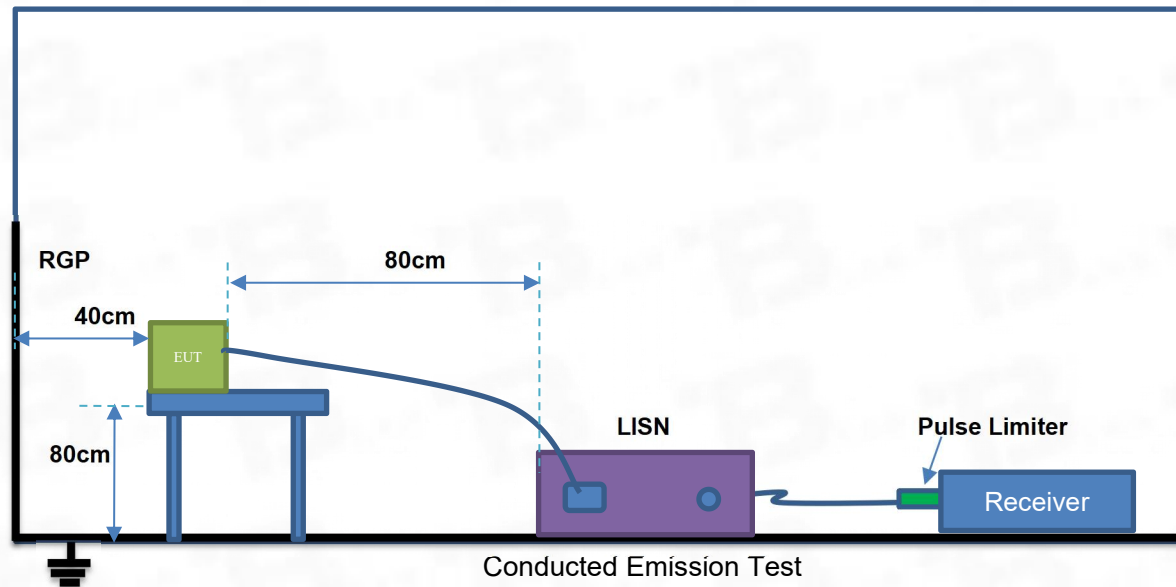 RGP
80cm
40cm
EUT
80cm
LISN
Pulse Limiter
Receiver
Conducted Emission Test